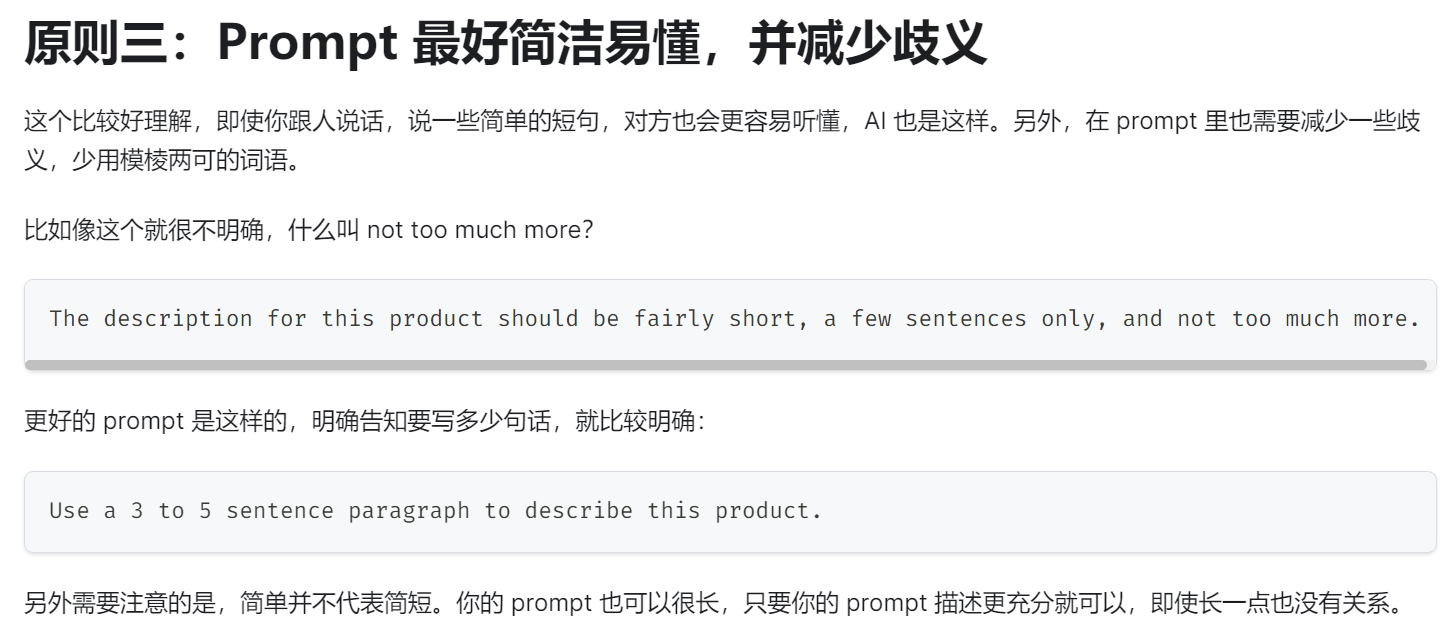 原则三：Prompt 最好简洁易懂，并减少歧义
这个比较好理解，即使你跟人说话，说一些简单的短句，对方也会更容易听懂，AI 也是这样。另外，在 prompt 里也需要减少一些歧
义，少用模棱两可的词语。
比如像这个就很不明确，什么叫 not too much more？
The description for this product should be fairly short, a few sentences only, and not too much more.
更好的 prompt 是这样的，明确告知要写多少句话，就比较明确：
Use a 3 to 5 sentence paragraph to describe this product.
另外需要注意的是，简单并不代表简短。你的 prompt 也可以很长，只要你的 prompt 描述更充分就可以，即使长一点也没有关系。